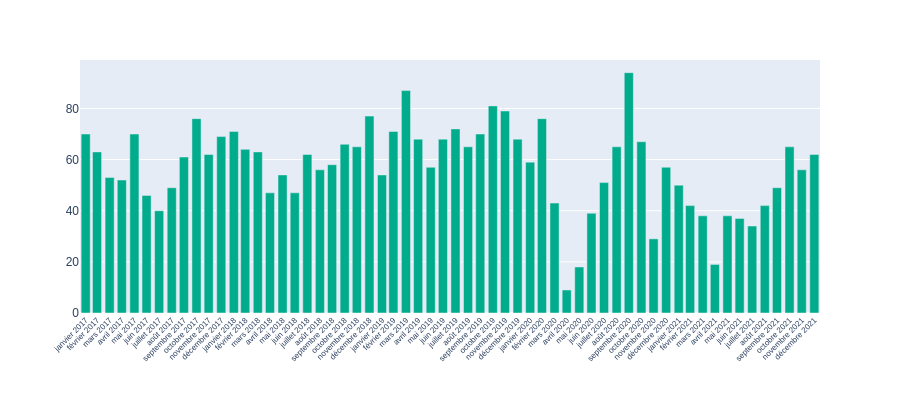 80
60
40
20
0
janvier 2017
février 2017
mars 2017
avril 2017
mai 2017
juin 2017
juillet 2017
août 2017
septembre 2017
octobre 2017
novembre 2017
décembre 2017
janvier 2018
février 2018
mars 2018
avril 2018
mai 2018
juin 2018
juillet 2018
août 2018
septembre 2018
octobre 2018
novembre 2018
décembre 2018
janvier 2019
février 2019
mars 2019
avril 2019
mai 2019
juin 2019
juillet 2019
août 2019
septembre 2019
octobre 2019
novembre 2019
décembre 2019
janvier 2020
février 2020
mars 2020
avril 2020
mai 2020
juin 2020
juillet 2020
août 2020
septembre 2020
octobre 2020
novembre 2020
décembre 2020
janvier 2021
février 2021
mars 2021
avril 2021
mai 2021
juin 2021
juillet 2021
août 2021
septembre 2021
octobre 2021
novembre 2021
décembre 2021